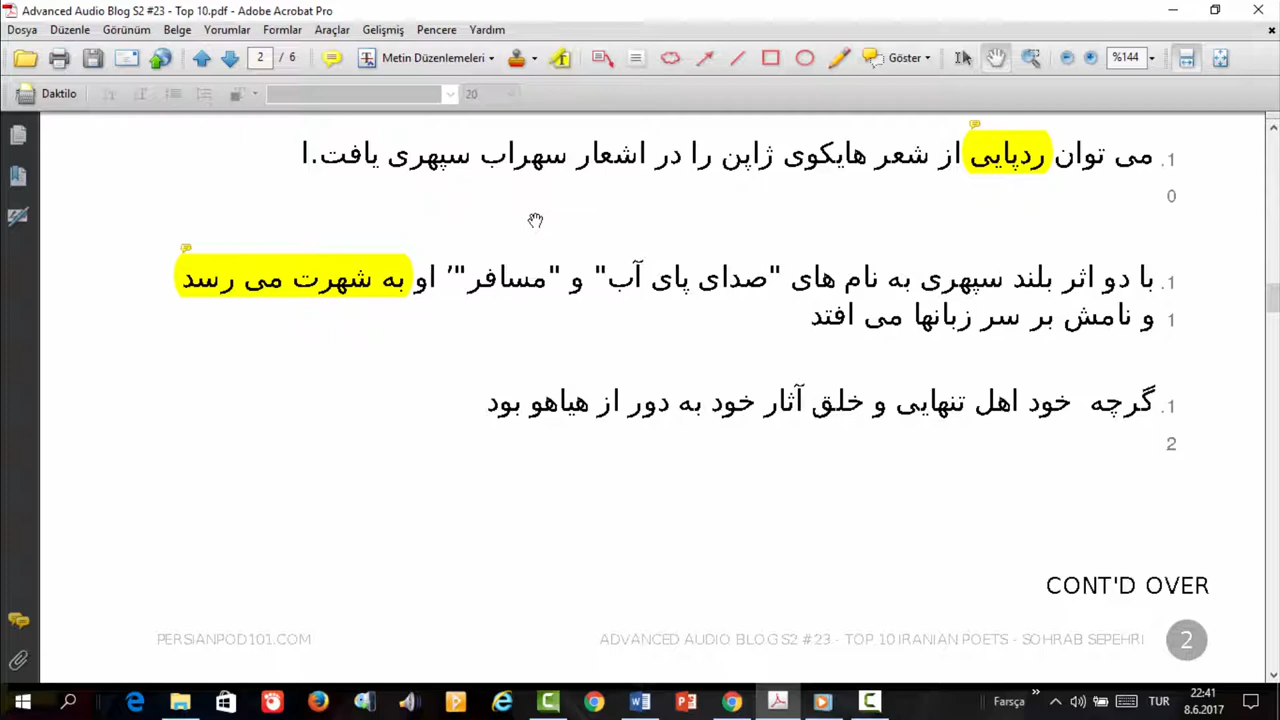 Advanced Audio Blog S2 #23 - Top 10.pdf - Adobe Acrobat Pro
Dosya Düzenle Görünüm Belge Yorumlar Formlar Araçlar Gelişmiş Pencere Yardım
2 / 6 Metin Düzenlemeleri Göster %144
Daktilo 20
1. می توان ردپایی از شعر هایکوی ژاپن را در اشعار سهراب سپهری یافت.ا
0
1. با دو اثر بلند سپهری به نام های "صدای پای آب" و "مسافر"٬ او به شهرت می رسد
1 و نامش بر سر زبانها می افتد
1. گرچه خود اهل تنهایی و خلق آثار خود به دور از هیاهو بود
2
CONT'D OVER
PERSIANPOD101.COM ADVANCED AUDIO BLOG S2 #23 - TOP 10 IRANIAN POETS - SOHRAB SEPEHRI 2
Farsça TUR 22:41
8.6.2017